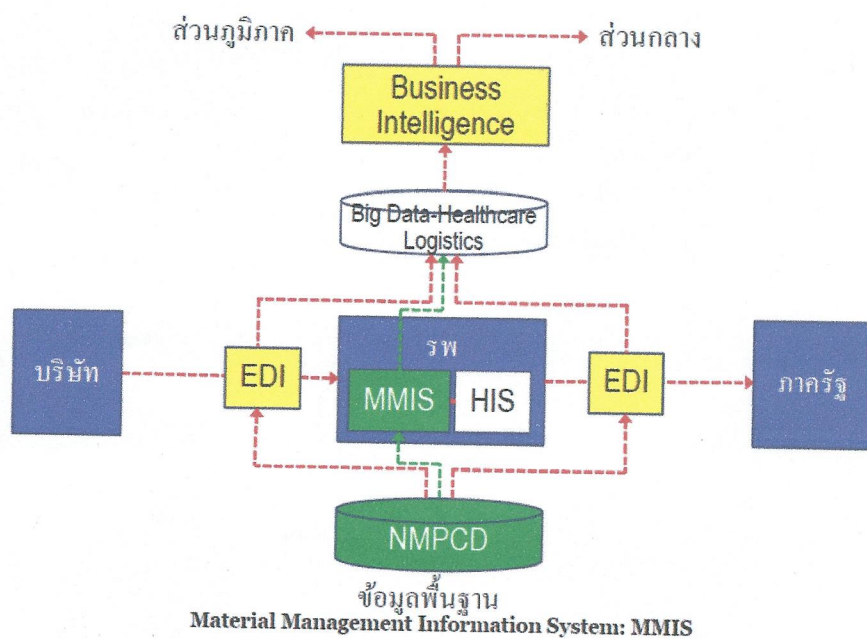 ส่วนภูมิภาค
ส่วนกลาง
Business
Intelligence
Big Data-Healthcare
Logistics
บริษัท
EDI
รพ
MMIS
HIS
EDI
ภาครัฐ
NMPCD
ข้อมูลพื้นฐาน
Material Management Information System: MMIS